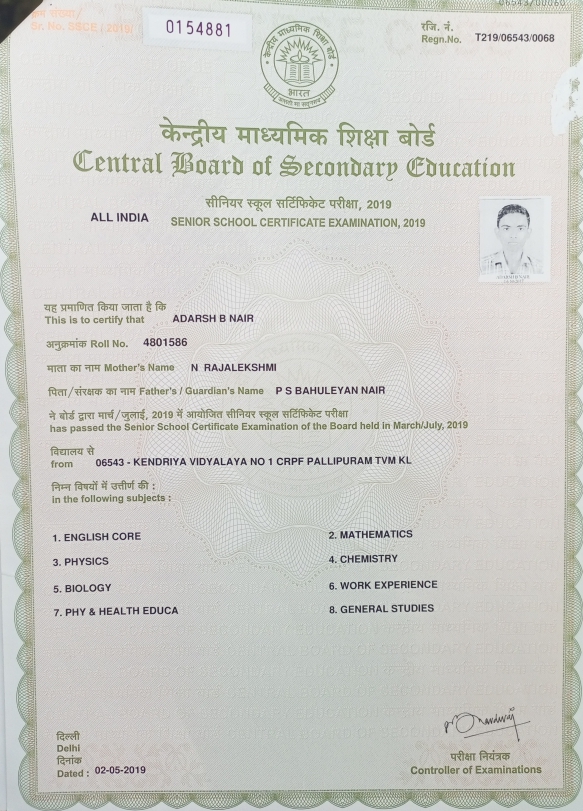 क्रम संख्या/
Sr. No. SSCE / 2019/
0154881
06543/00060
रजि. नं.
Regn.No. T219/06543/0068
केन्द्रीय माध्यमिक शिक्षा बोर्ड
भारत
असतो मा सद्गमय
केन्द्रीय माध्यमिक शिक्षा बोर्ड
Central Board of Secondary Education
सीनियर स्कूल सर्टिफिकेट परीक्षा, 2019
ALL INDIA SENIOR SCHOOL CERTIFICATE EXAMINATION, 2019
यह प्रमाणित किया जाता है कि
This is to certify that ADARSH B NAIR
अनुक्रमांक Roll No. 4801586
माता का नाम Mother's Name N RAJALEKSHMI
पिता/संरक्षक का नाम Father's / Guardian's Name P S BAHULEYAN NAIR
ने बोर्ड द्वारा मार्च/जुलाई, 2019 में आयोजित सीनियर स्कूल सर्टिफिकेट परीक्षा
has passed the Senior School Certificate Examination of the Board held in March/July, 2019
विद्यालय से
from 06543 - KENDRIYA VIDYALAYA NO 1 CRPF PALLIPURAM TVM KL
निम्न विषयों में उत्तीर्ण की :
in the following subjects :
1. ENGLISH CORE 2. MATHEMATICS
3. PHYSICS 4. CHEMISTRY
5. BIOLOGY 6. WORK EXPERIENCE
7. PHY & HEALTH EDUCA 8. GENERAL STUDIES
दिल्ली
Delhi
दिनांक
Dated : 02-05-2019
परीक्षा नियंत्रक
Controller of Examinations